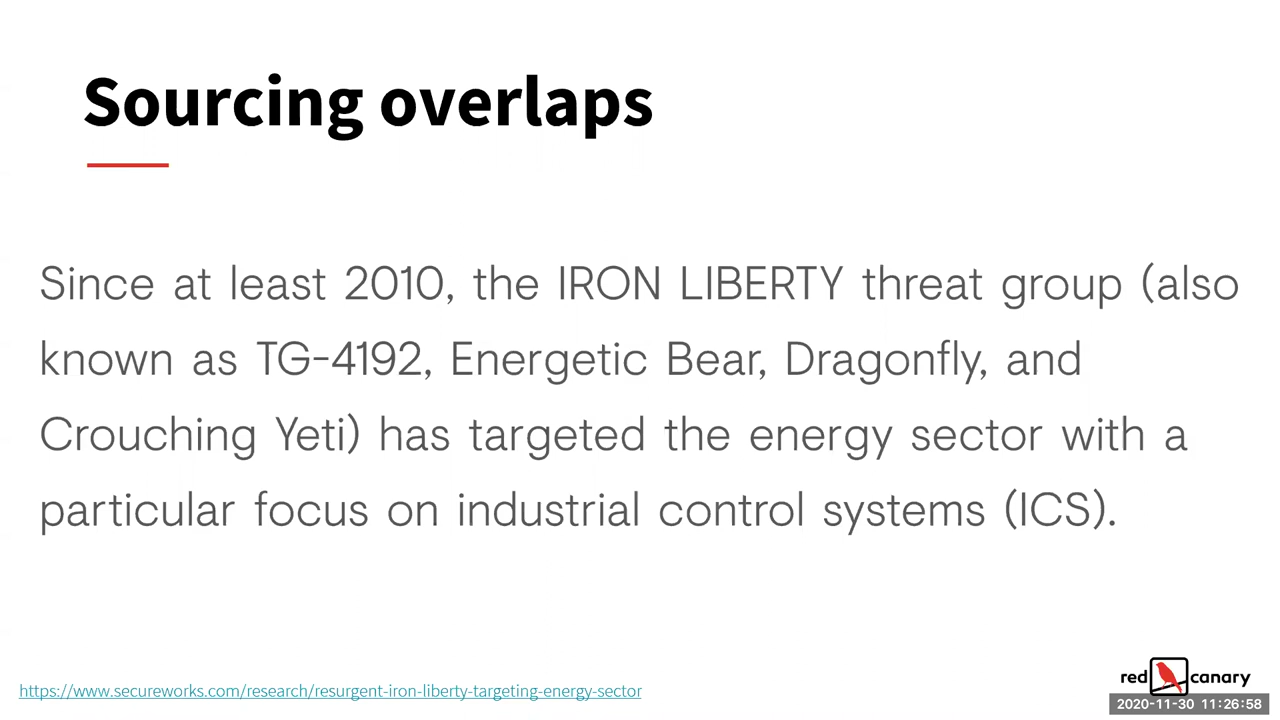 Sourcing overlaps
Since at least 2010, the IRON LIBERTY threat group (also
known as TG-4192, Energetic Bear, Dragonfly, and
Crouching Yeti) has targeted the energy sector with a
particular focus on industrial control systems (ICS).
https://www.secureworks.com/research/resurgent-iron-liberty-targeting-energy-sector
red canary
2020-11-30 11:26:58